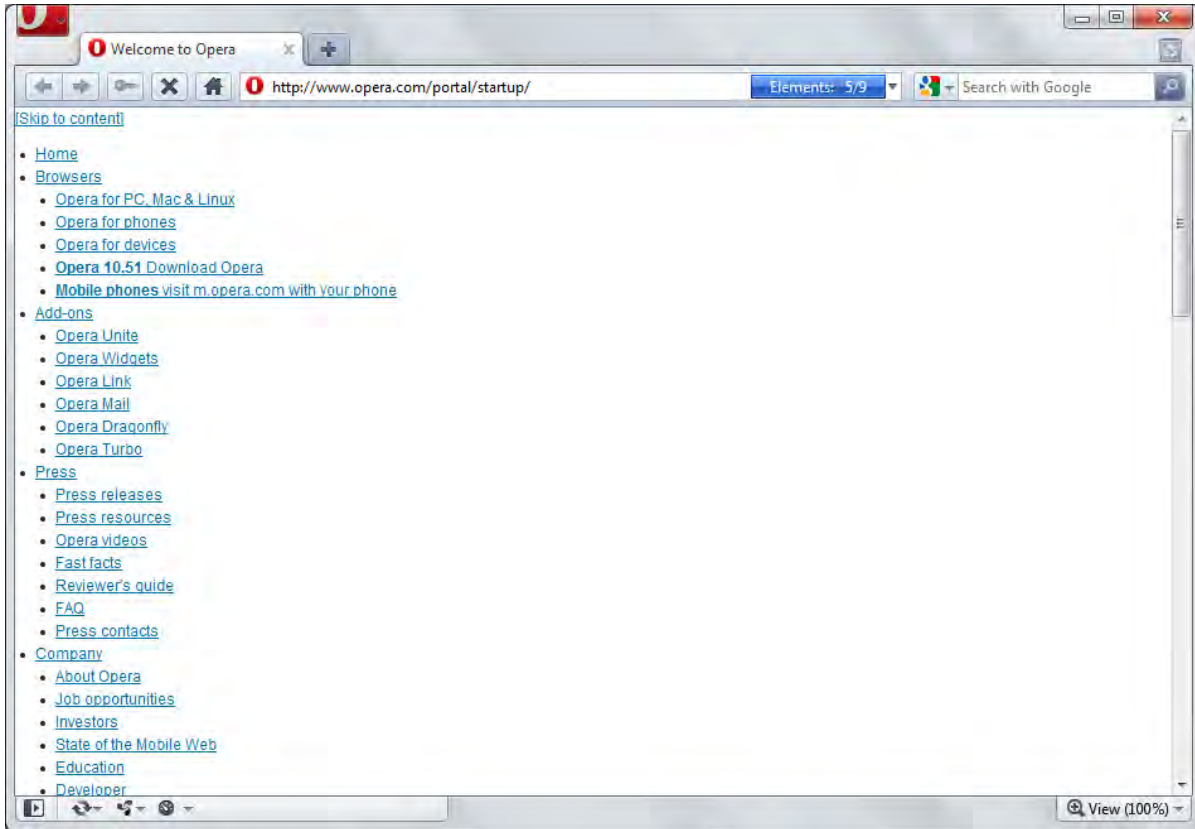 Welcome to Opera
http://www.opera.com/portal/startup/
Elements: 5/9
Search with Google
[Skip to content]
Home
Browsers
Opera for PC, Mac & Linux
Opera for phones
Opera for devices
Opera 10.51 Download Opera
Mobile phones visit m.opera.com with your phone
Add-ons
Opera Unite
Opera Widgets
Opera Link
Opera Mail
Opera Dragonfly
Opera Turbo
Press
Press releases
Press resources
Opera videos
Fast facts
Reviewer's guide
FAQ
Press contacts
Company
About Opera
Job opportunities
Investors
State of the Mobile Web
Education
Developer
View (100%)